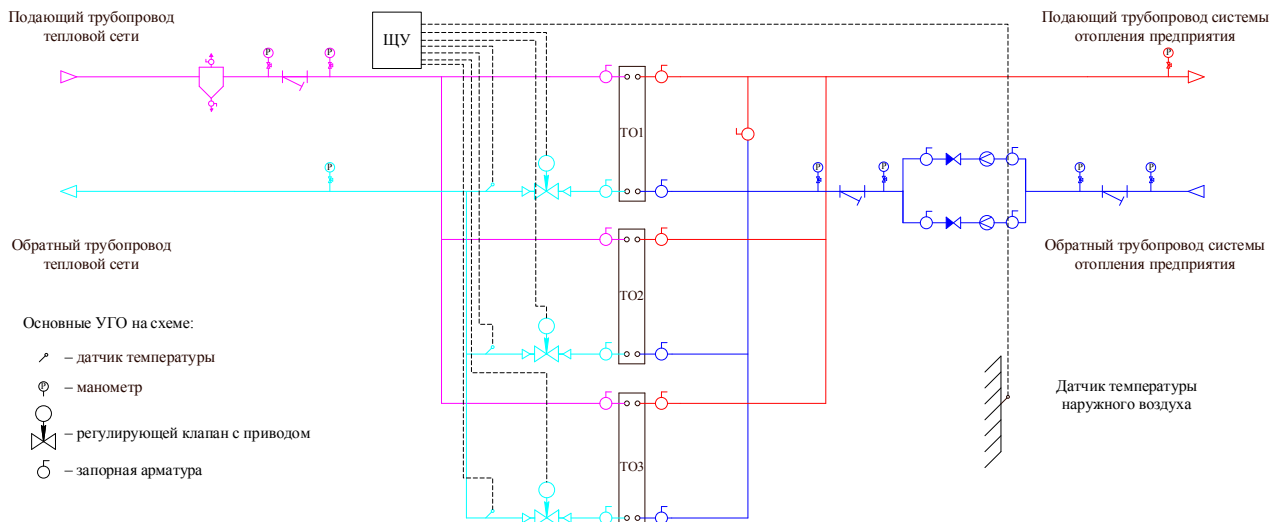 Подающий трубопровод
тепловой сети
ЩУ
Подающий трубопровод системы
отопления предприятия
P
P
P
ТО1
P
P
P
P
P
Обратный трубопровод
тепловой сети
Обратный трубопровод системы
отопления предприятия
ТО2
Основные УГО на схеме:
– датчик температуры
P
– манометр
– регулирующей клапан с приводом
– запорная арматура
Датчик температуры
наружного воздуха
ТО3